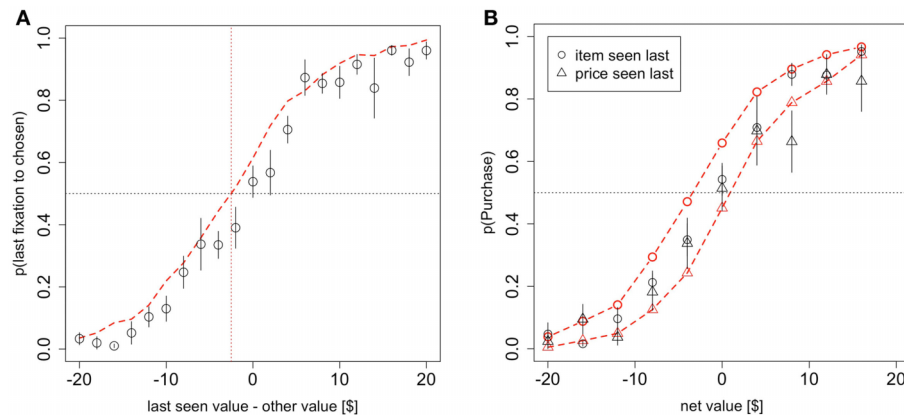 A
p(last fixation to chosen)
1.0
0.8
0.6
0.4
0.2
0.0
-20 -10 0 10 20
last seen value - other value [$]
B
item seen last
price seen last
p(Purchase)
1.0
0.8
0.6
0.4
0.2
0.0
-20 -10 0 10 20
net value [$]